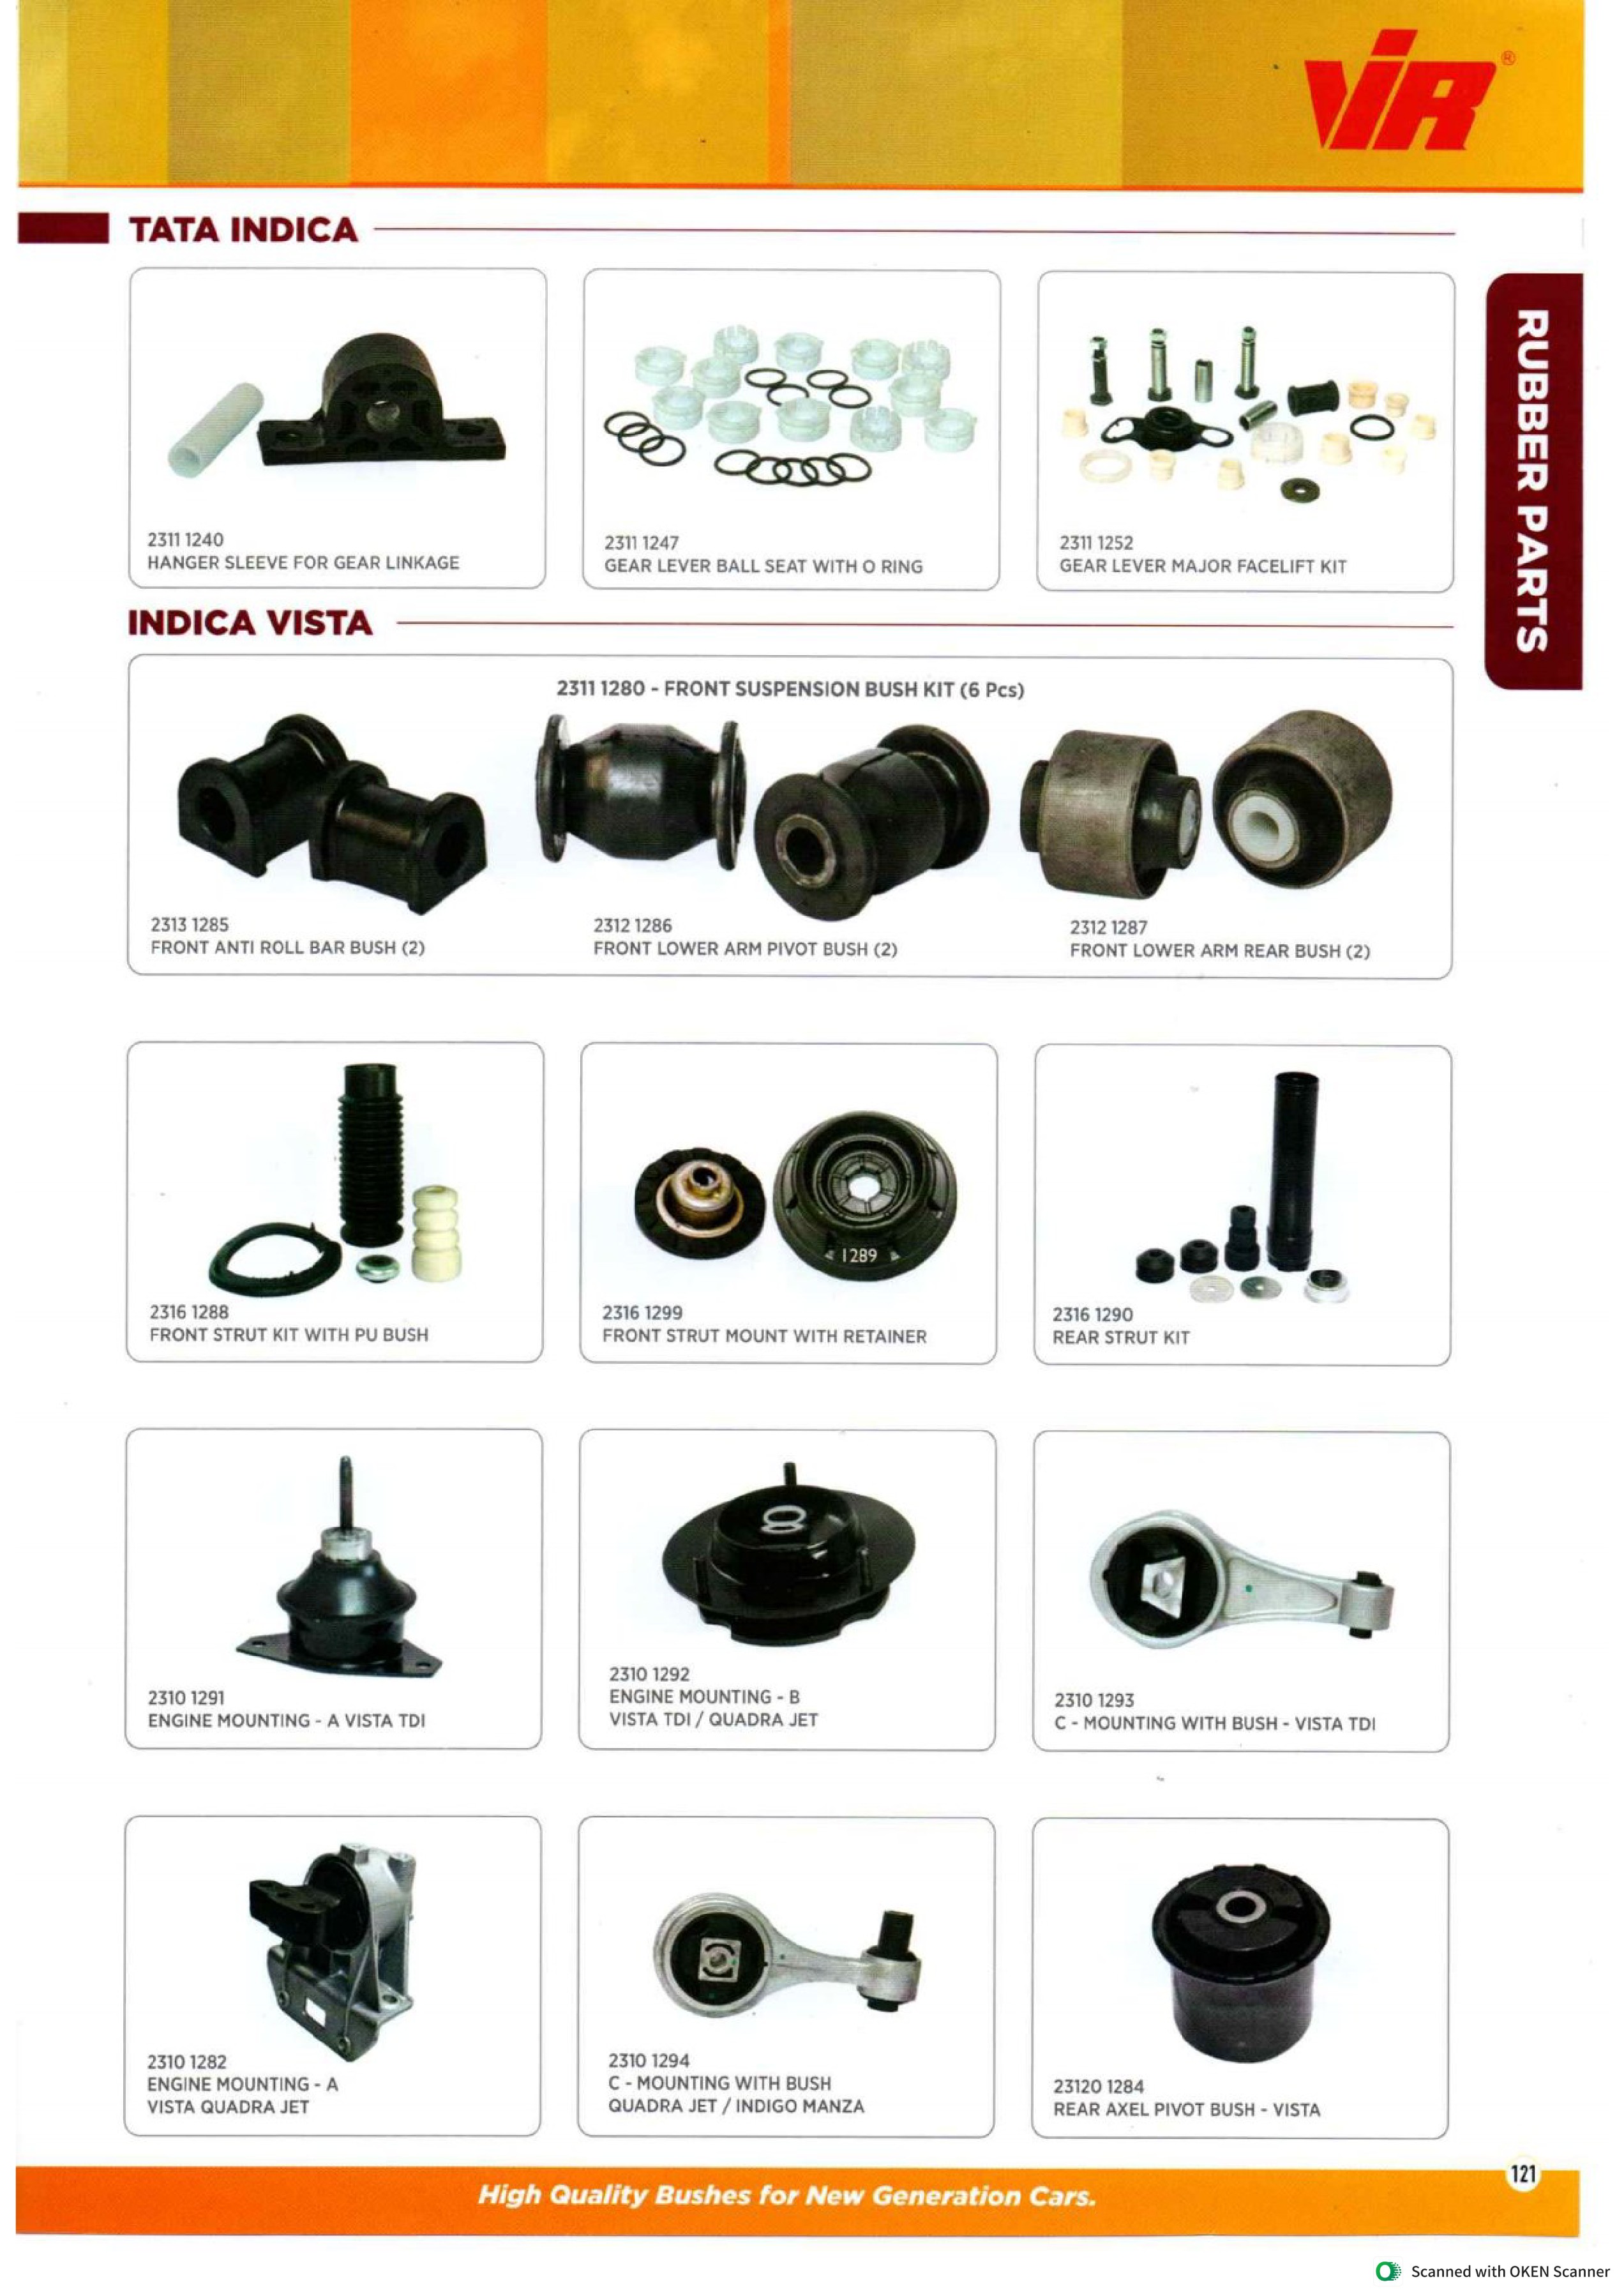 ViR®
TATA INDICA
RUBBER PARTS
2311 1240
HANGER SLEEVE FOR GEAR LINKAGE
2311 1247
GEAR LEVER BALL SEAT WITH O RING
2311 1252
GEAR LEVER MAJOR FACELIFT KIT
INDICA VISTA
2311 1280 - FRONT SUSPENSION BUSH KIT (6 Pcs)
2313 1285
FRONT ANTI ROLL BAR BUSH (2)
2312 1286
FRONT LOWER ARM PIVOT BUSH (2)
2312 1287
FRONT LOWER ARM REAR BUSH (2)
2316 1288
FRONT STRUT KIT WITH PU BUSH
1289
2316 1299
FRONT STRUT MOUNT WITH RETAINER
2316 1290
REAR STRUT KIT
2310 1291
ENGINE MOUNTING - A VISTA TDI
2310 1292
ENGINE MOUNTING - B
VISTA TDI / QUADRA JET
2310 1293
C - MOUNTING WITH BUSH - VISTA TDI
2310 1282
ENGINE MOUNTING - A
VISTA QUADRA JET
2310 1294
C - MOUNTING WITH BUSH
QUADRA JET / INDIGO MANZA
23120 1284
REAR AXEL PIVOT BUSH - VISTA
121
High Quality Bushes for New Generation Cars.
Scanned with OKEN Scanner